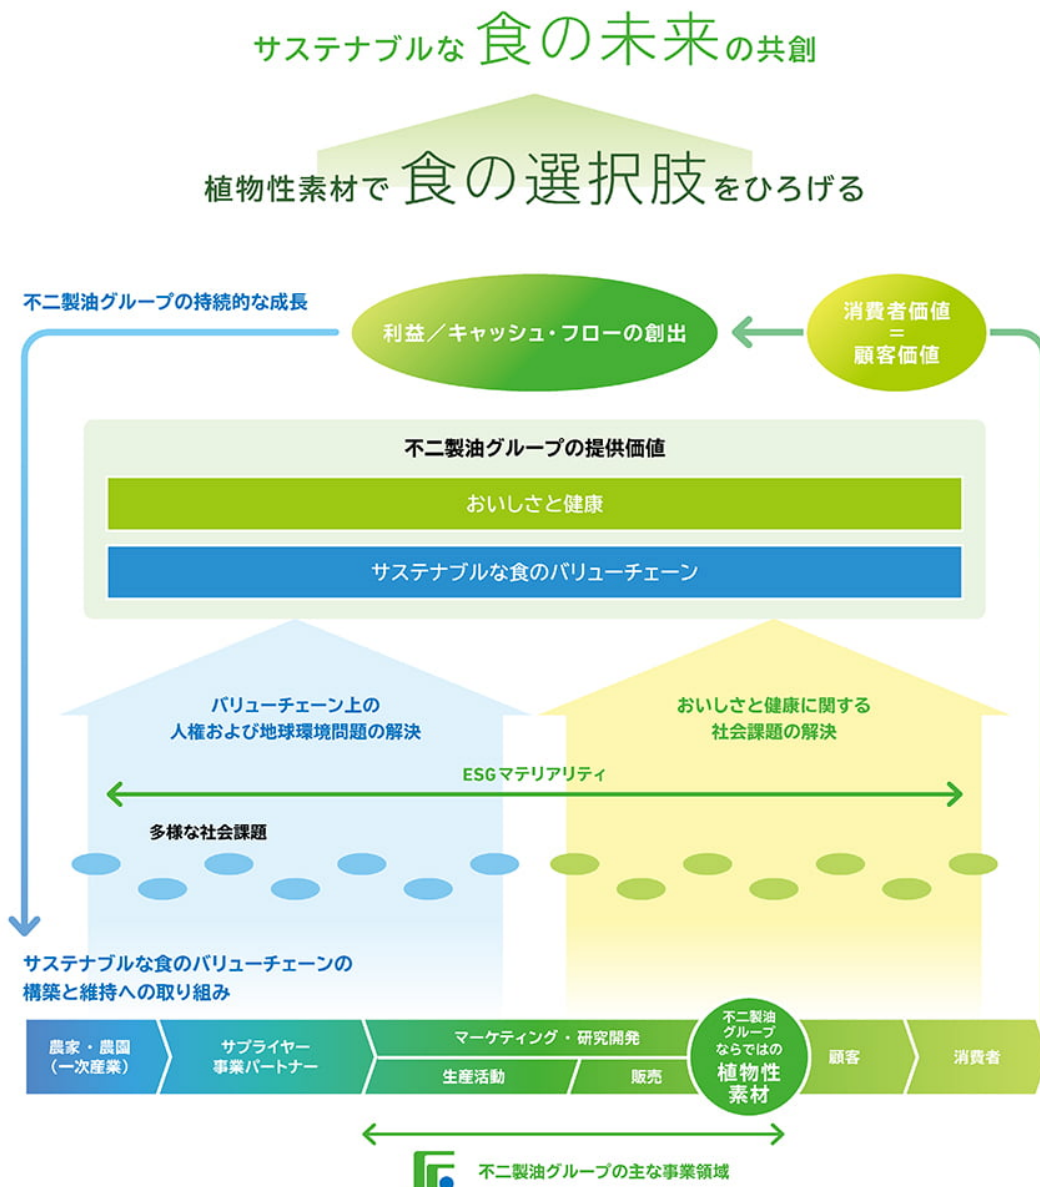 サステナブルな 食の未来 の共創
植物性素材で 食の選択肢 をひろげる
不二製油グループの持続的な成長
利益／キャッシュ・フローの創出
消費者価値
＝
顧客価値
不二製油グループの提供価値
おいしさと健康
サステナブルな食のバリューチェーン
バリューチェーン上の
人権および地球環境問題の解決
おいしさと健康に関する
社会課題の解決
ESGマテリアリティ
多様な社会課題
サステナブルな食のバリューチェーンの
構築と維持への取り組み
農家・農園
(一次産業)
サプライヤー
事業パートナー
マーケティング・研究開発
生産活動
販売
不二製油
グループ
ならではの
植物性
素材
顧客
消費者
不二製油グループの主な事業領域